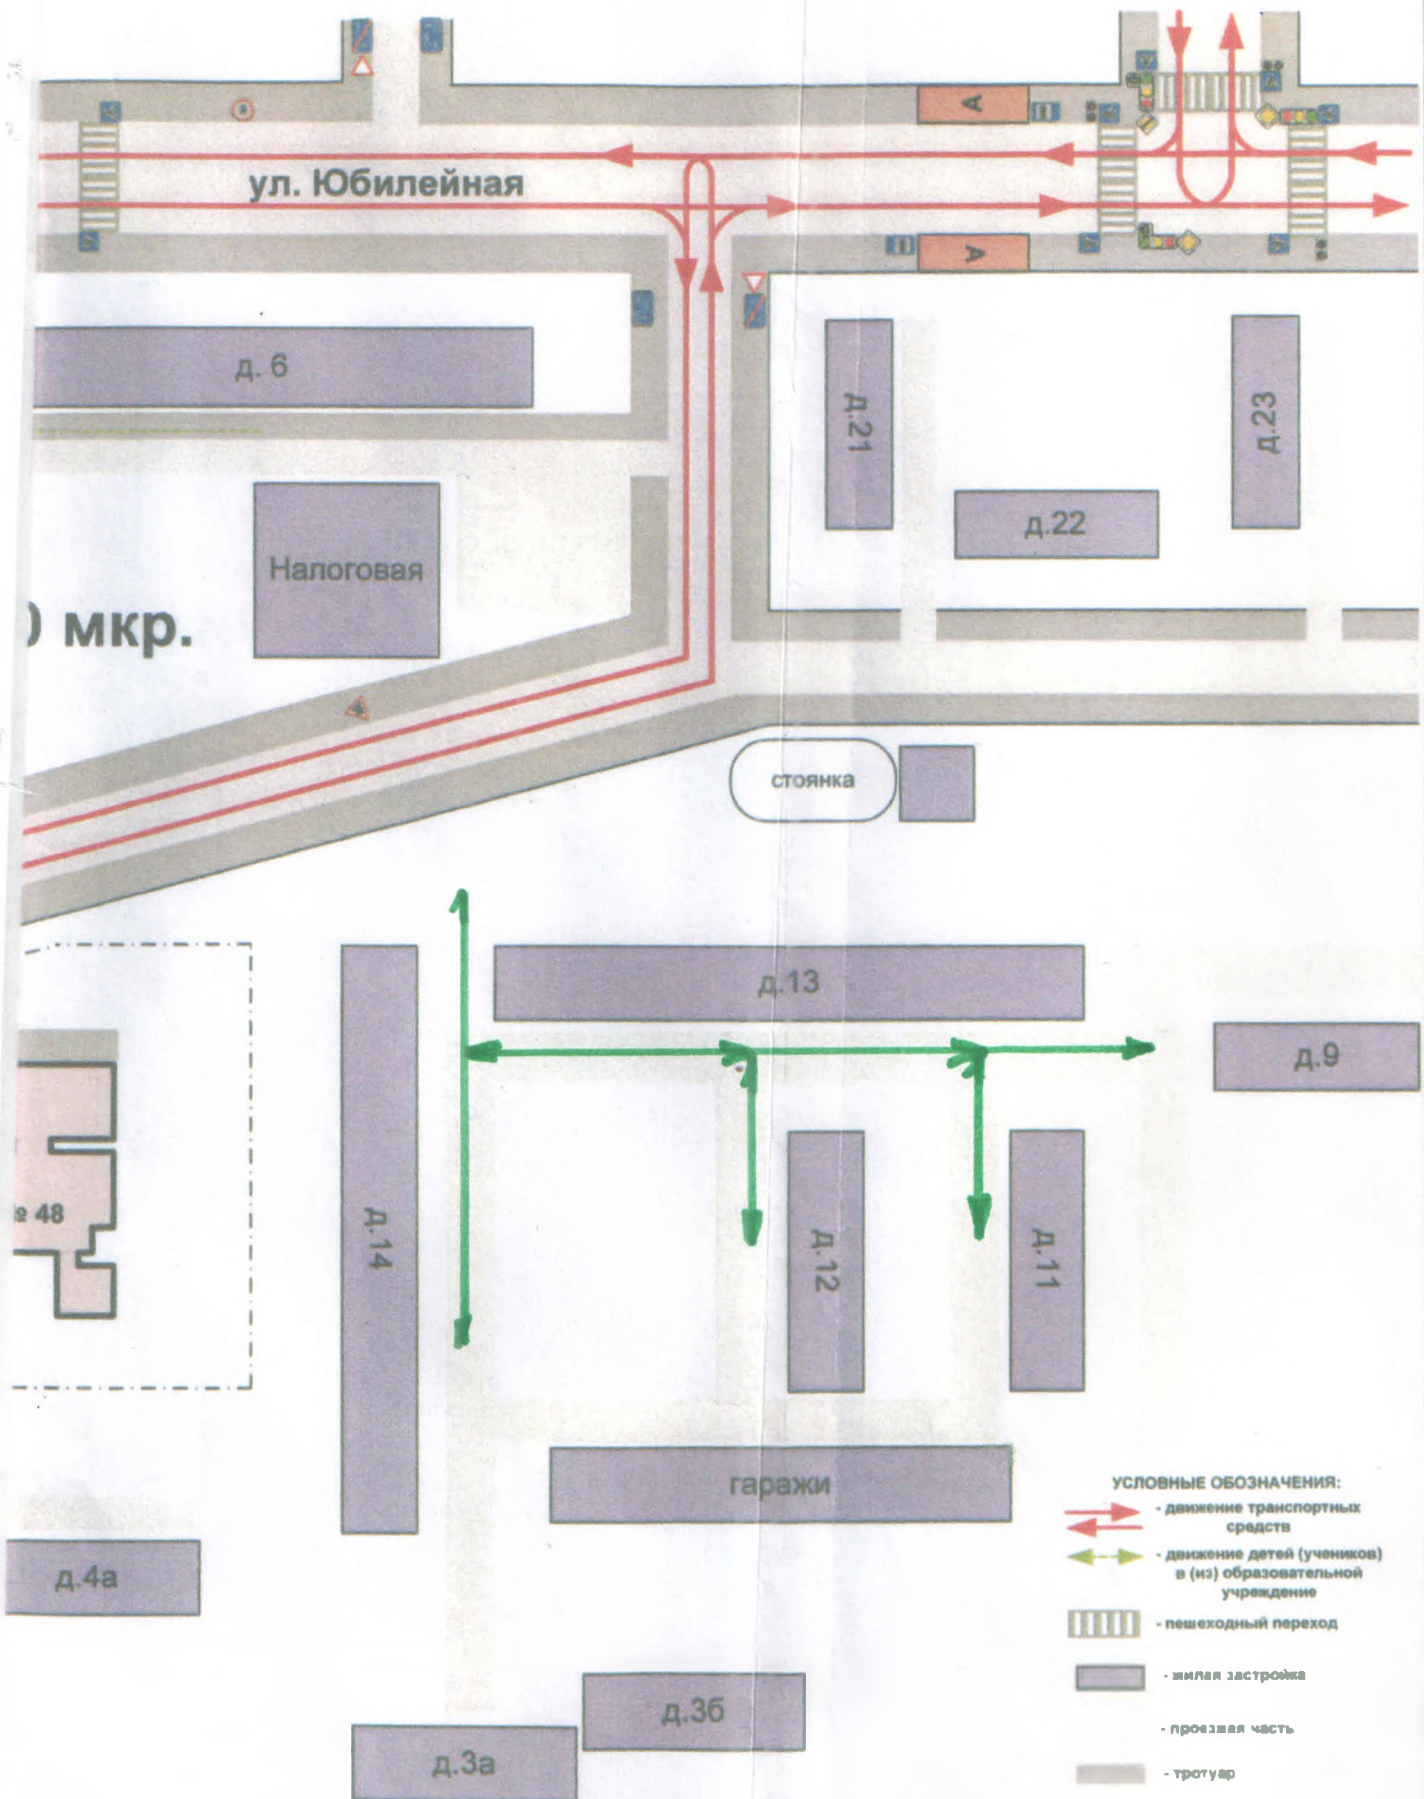 А
ул. Юбилейная
А
д. 6
д.21
д.23
д.22
Налоговая
0 мкр.
стоянка
д.13
д.9
№ 48
д.14
д.12
д.11
гаражи
УСЛОВНЫЕ ОБОЗНАЧЕНИЯ:
- движение транспортных
средств
- движение детей (учеников)
в (из) образовательной
учреждение
- пешеходный переход
- жилая застройка
- проезжая часть
- тротуар
д.4а
д.3б
д.3а